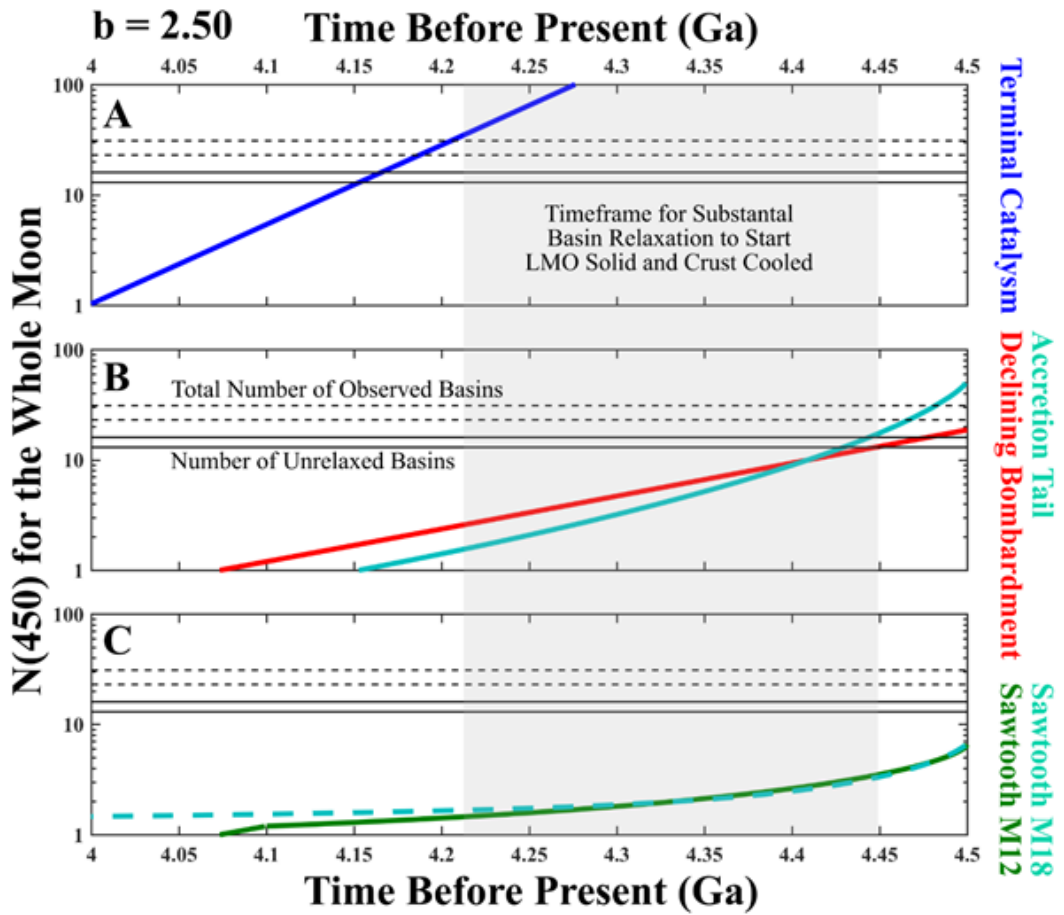 b = 2.50
Time Before Present (Ga)
4 4.05 4.1 4.15 4.2 4.25 4.3 4.35 4.4 4.45 4.5
N(450) for the Whole Moon
A
100
10
1
Timeframe for Substantal
Basin Relaxation to Start
LMO Solid and Crust Cooled
Terminal Catalysm
B
100
10
1
Total Number of Observed Basins
Number of Unrelaxed Basins
Accretion Tail
Declining Bombardment
C
100
10
1
Sawtooth M18
Sawtooth M12
4 4.05 4.1 4.15 4.2 4.25 4.3 4.35 4.4 4.45 4.5
Time Before Present (Ga)